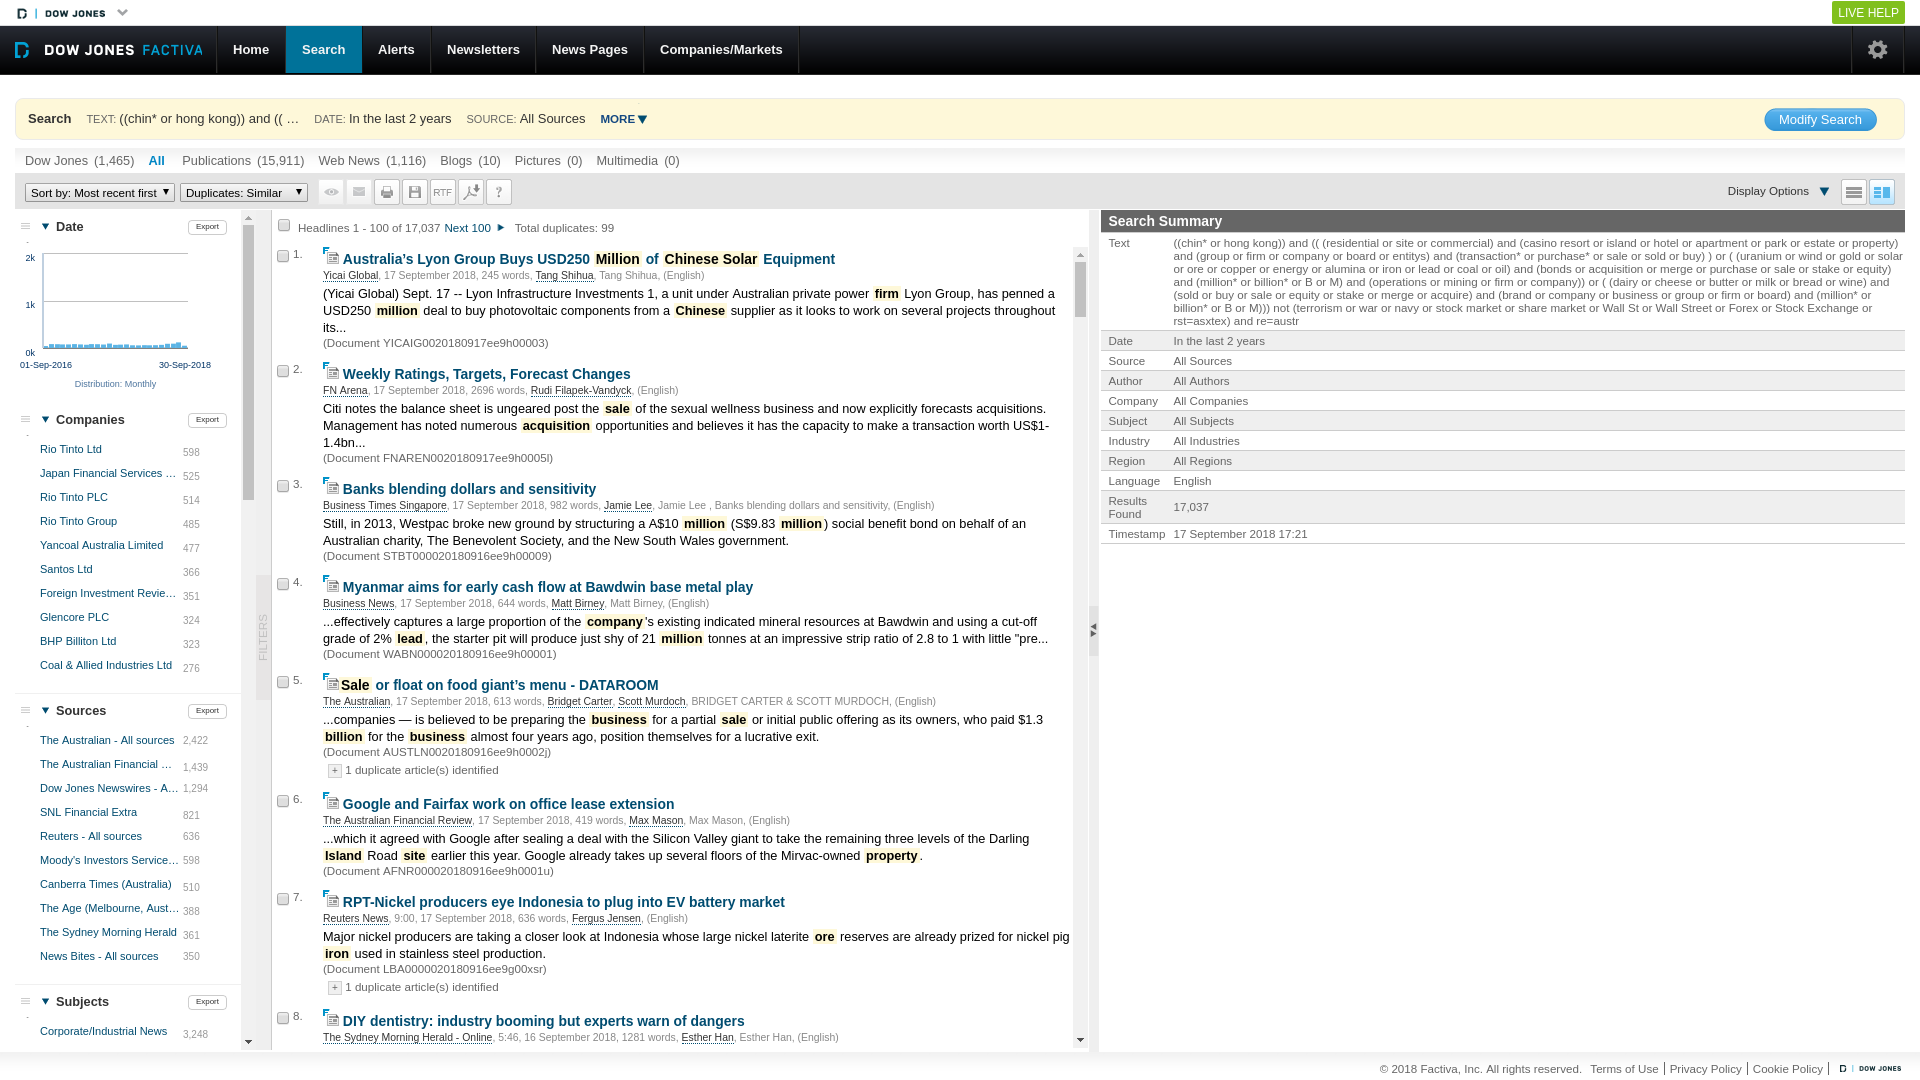 DOW JONES
LIVE HELP
DOW JONES FACTIVA Home Search Alerts Newsletters News Pages Companies/Markets
Search TEXT: ((chin* or hong kong)) and (( … DATE: In the last 2 years SOURCE: All Sources MORE Modify Search
Dow Jones (1,465) All Publications (15,911) Web News (1,116) Blogs (10) Pictures (0) Multimedia (0)
Sort by: Most recent first Duplicates: Similar RTF ? Display Options
Date Export
2k
1k
0k
01-Sep-2016 30-Sep-2018
Distribution: Monthly
Companies Export
Rio Tinto Ltd 598
Japan Financial Services … 525
Rio Tinto PLC 514
Rio Tinto Group 485
Yancoal Australia Limited 477
Santos Ltd 366
Foreign Investment Revie… 351
Glencore PLC 324
BHP Billiton Ltd 323
Coal & Allied Industries Ltd 276
Sources Export
The Australian - All sources 2,422
The Australian Financial … 1,439
Dow Jones Newswires - A… 1,294
SNL Financial Extra 821
Reuters - All sources 636
Moody's Investors Service… 598
Canberra Times (Australia) 510
The Age (Melbourne, Aust… 388
The Sydney Morning Herald 361
News Bites - All sources 350
Subjects Export
Corporate/Industrial News 3,248
FILTERS
Headlines 1 - 100 of 17,037 Next 100 Total duplicates: 99
1. Australia’s Lyon Group Buys USD250 Million of Chinese Solar Equipment
Yicai Global, 17 September 2018, 245 words, Tang Shihua, Tang Shihua, (English)
(Yicai Global) Sept. 17 -- Lyon Infrastructure Investments 1, a unit under Australian private power firm Lyon Group, has penned a
USD250 million deal to buy photovoltaic components from a Chinese supplier as it looks to work on several projects throughout
its...
(Document YICAIG0020180917ee9h00003)
2. Weekly Ratings, Targets, Forecast Changes
FN Arena, 17 September 2018, 2696 words, Rudi Filapek-Vandyck, (English)
Citi notes the balance sheet is ungeared post the sale of the sexual wellness business and now explicitly forecasts acquisitions.
Management has noted numerous acquisition opportunities and believes it has the capacity to make a transaction worth US$1-
1.4bn...
(Document FNAREN0020180917ee9h0005l)
3. Banks blending dollars and sensitivity
Business Times Singapore, 17 September 2018, 982 words, Jamie Lee, Jamie Lee , Banks blending dollars and sensitivity, (English)
Still, in 2013, Westpac broke new ground by structuring a A$10 million (S$9.83 million) social benefit bond on behalf of an
Australian charity, The Benevolent Society, and the New South Wales government.
(Document STBT000020180916ee9h00009)
4. Myanmar aims for early cash flow at Bawdwin base metal play
Business News, 17 September 2018, 644 words, Matt Birney, Matt Birney, (English)
...effectively captures a large proportion of the company's existing indicated mineral resources at Bawdwin and using a cut-off
grade of 2% lead, the starter pit will produce just shy of 21 million tonnes at an impressive strip ratio of 2.8 to 1 with little "pre...
(Document WABN000020180916ee9h00001)
5. Sale or float on food giant’s menu - DATAROOM
The Australian, 17 September 2018, 613 words, Bridget Carter, Scott Murdoch, BRIDGET CARTER & SCOTT MURDOCH, (English)
...companies — is believed to be preparing the business for a partial sale or initial public offering as its owners, who paid $1.3
billion for the business almost four years ago, position themselves for a lucrative exit.
(Document AUSTLN0020180916ee9h0002j)
+ 1 duplicate article(s) identified
6. Google and Fairfax work on office lease extension
The Australian Financial Review, 17 September 2018, 419 words, Max Mason, Max Mason, (English)
...which it agreed with Google after sealing a deal with the Silicon Valley giant to take the remaining three levels of the Darling
Island Road site earlier this year. Google already takes up several floors of the Mirvac-owned property.
(Document AFNR000020180916ee9h0001u)
7. RPT-Nickel producers eye Indonesia to plug into EV battery market
Reuters News, 9:00, 17 September 2018, 636 words, Fergus Jensen, (English)
Major nickel producers are taking a closer look at Indonesia whose large nickel laterite ore reserves are already prized for nickel pig
iron used in stainless steel production.
(Document LBA0000020180916ee9g00xsr)
+ 1 duplicate article(s) identified
8. DIY dentistry: industry booming but experts warn of dangers
The Sydney Morning Herald - Online, 5:46, 16 September 2018, 1281 words, Esther Han, Esther Han, (English)
Search Summary
Text ((chin* or hong kong)) and (( (residential or site or commercial) and (casino resort or island or hotel or apartment or park or estate or property)
and (group or firm or company or board or entitys) and (transaction* or purchase* or sale or sold or buy) ) or ( (uranium or wind or gold or solar
or ore or copper or energy or alumina or iron or lead or coal or oil) and (bonds or acquisition or merge or purchase or sale or stake or equity)
and (million* or billion* or B or M) and (operations or mining or firm or company)) or ( (dairy or cheese or butter or milk or bread or wine) and
(sold or buy or sale or equity or stake or merge or acquire) and (brand or company or business or group or firm or board) and (million* or
billion* or B or M))) not (terrorism or war or navy or stock market or share market or Wall St or Wall Street or Forex or Stock Exchange or
rst=asxtex) and re=austr
Date In the last 2 years
Source All Sources
Author All Authors
Company All Companies
Subject All Subjects
Industry All Industries
Region All Regions
Language English
Results Found 17,037
Timestamp 17 September 2018 17:21
© 2018 Factiva, Inc. All rights reserved. Terms of Use Privacy Policy Cookie Policy DOW JONES